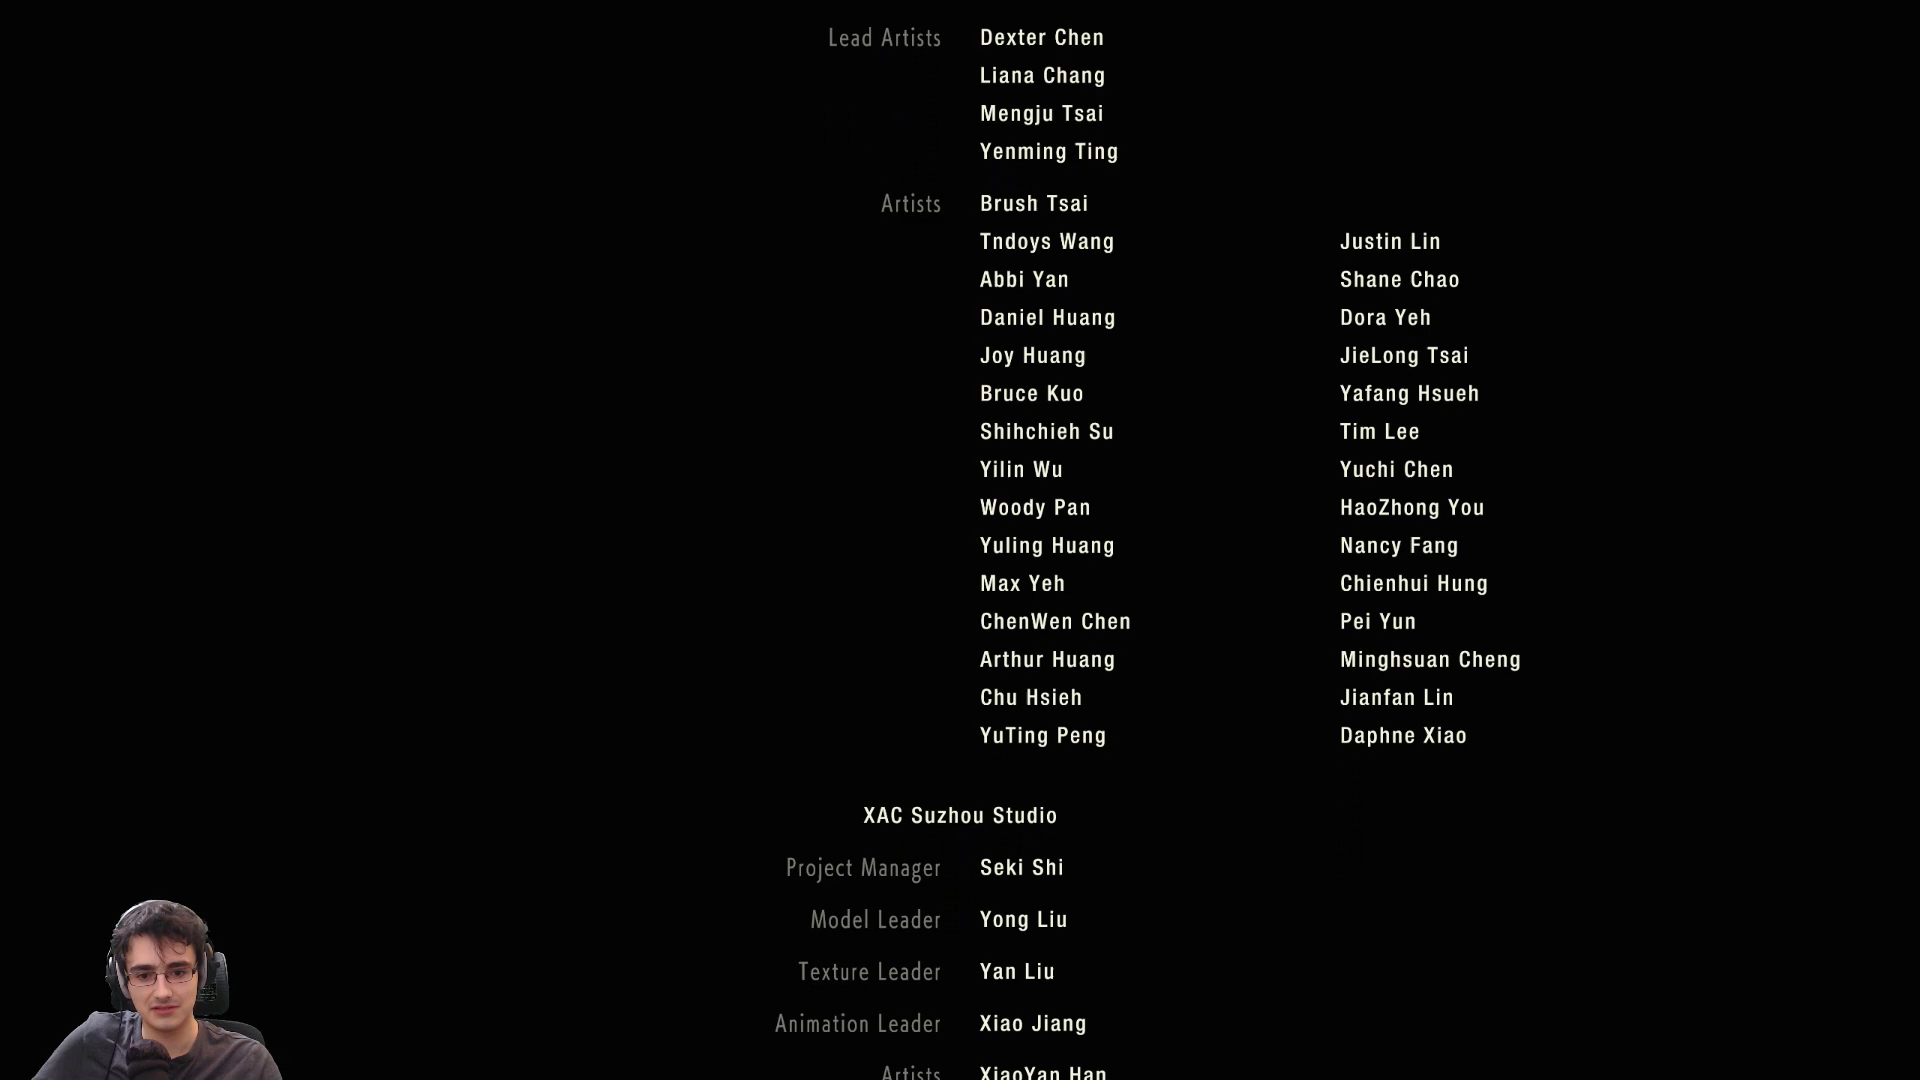 Lead Artists Dexter Chen
Liana Chang
Mengju Tsai
Yenming Ting
Artists Brush Tsai
Tndoys Wang Justin Lin
Abbi Yan Shane Chao
Daniel Huang Dora Yeh
Joy Huang JieLong Tsai
Bruce Kuo Yafang Hsueh
Shihchieh Su Tim Lee
Yilin Wu Yuchi Chen
Woody Pan HaoZhong You
Yuling Huang Nancy Fang
Max Yeh Chienhui Hung
ChenWen Chen Pei Yun
Arthur Huang Minghsuan Cheng
Chu Hsieh Jianfan Lin
YuTing Peng Daphne Xiao
XAC Suzhou Studio
Project Manager Seki Shi
Model Leader Yong Liu
Texture Leader Yan Liu
Animation Leader Xiao Jiang
Artists XiaoYan Han